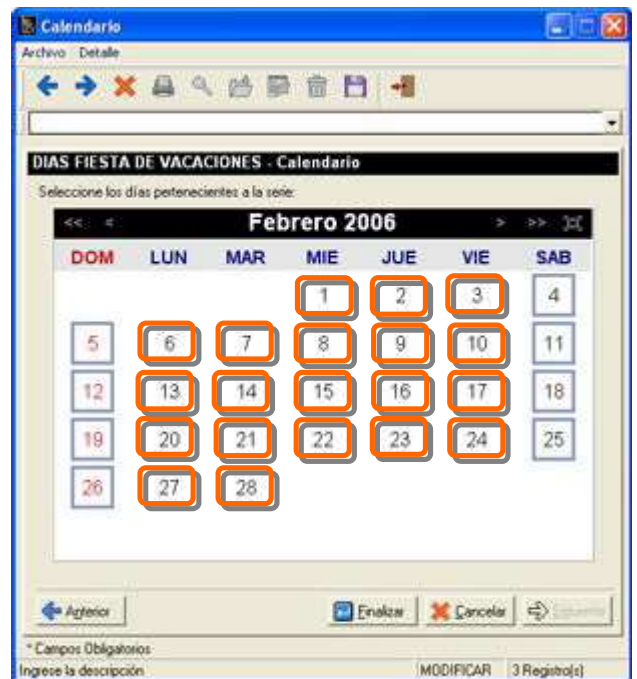 Calendario
Archivo Detalle
DIAS FIESTA DE VACACIONES - Calendario
Seleccione los días pertenecientes a la serie:
<< < Febrero 2006 > >>
DOM LUN MAR MIE JUE VIE SAB
1 2 3 4
5 6 7 8 9 10 11
12 13 14 15 16 17 18
19 20 21 22 23 24 25
26 27 28
Anterior Finalizar Cancelar
* Campos Obligatorios
Ingrese la descripción MODIFICAR 3 Registro(s)